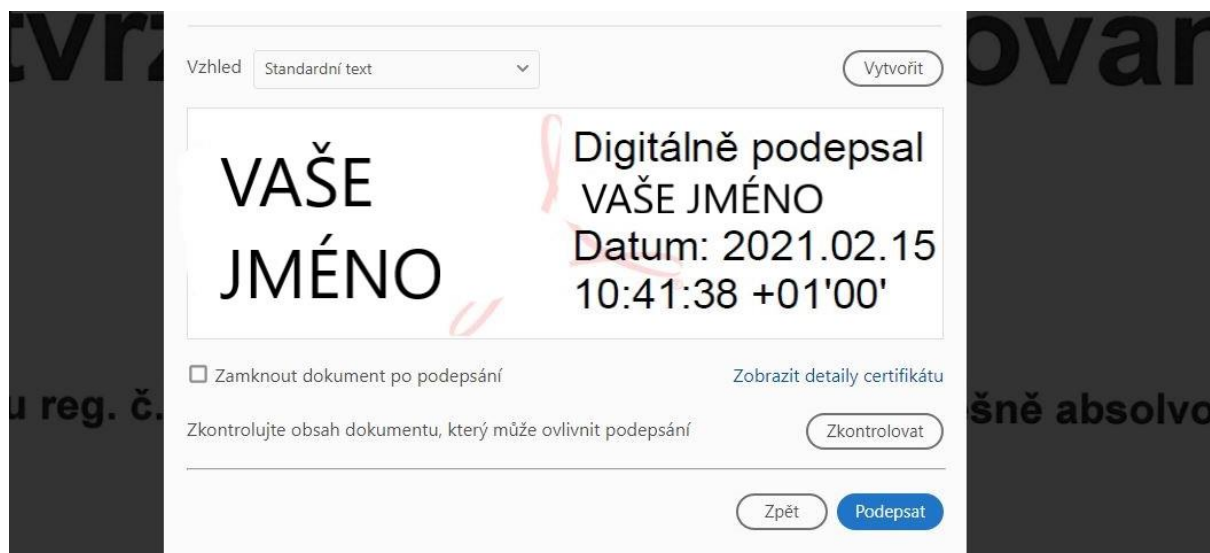 Vzhled Standardní text Vytvořit
VAŠE
JMÉNO
Digitálně podepsal
VAŠE JMÉNO
Datum: 2021.02.15
10:41:38 +01'00'
Zamknout dokument po podepsání Zobrazit detaily certifikátu
u reg. č.
šně absolvo
Zkontrolujte obsah dokumentu, který může ovlivnit podepsání Zkontrolovat
Zpět Podepsat